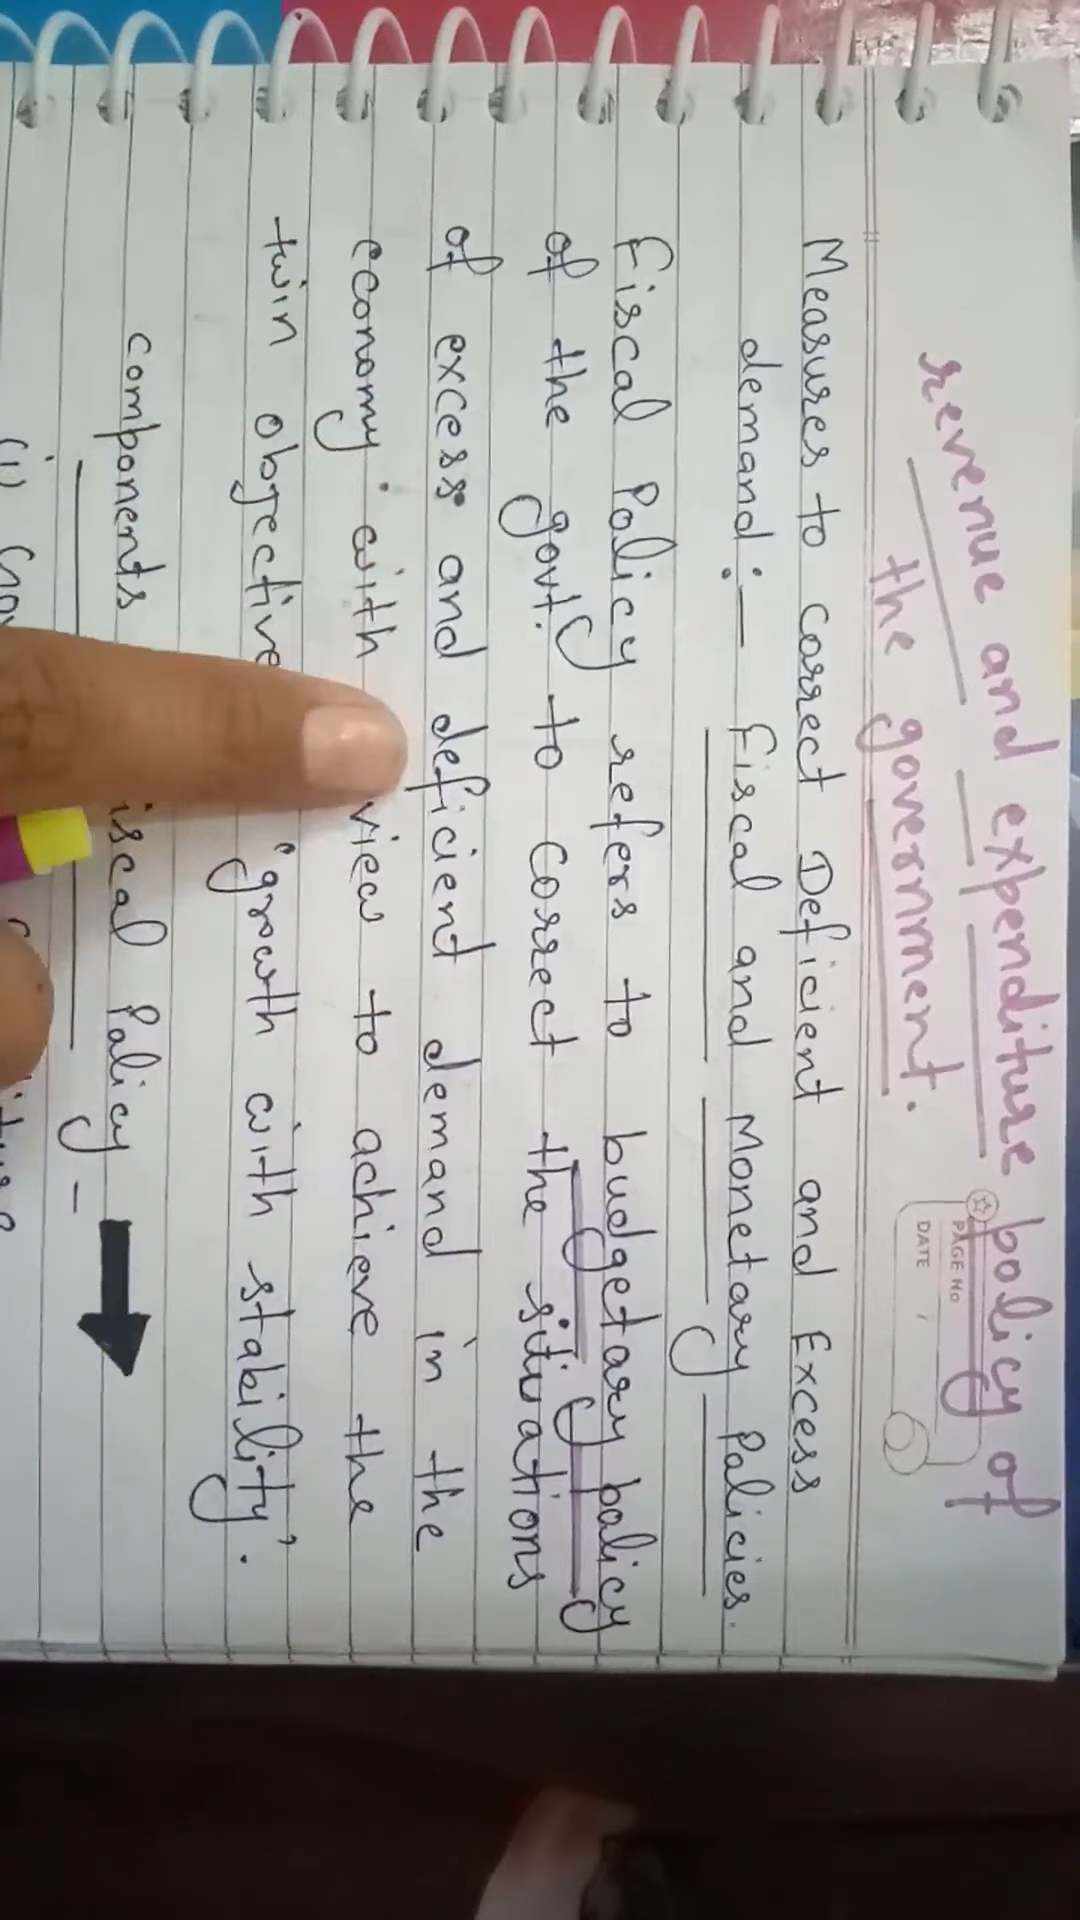 revenue and expenditure policy of
the government.
PAGE No
DATE
Measures to correct Deficient and Excess
demand :- Fiscal and Monetary Policies.
Fiscal Policy refers to budgetary policy
of the govt. to correct the situations
of excess and deficient demand in the
economy with view to achieve the
twin objective "growth with stability".
components iscal Policy -
(i)